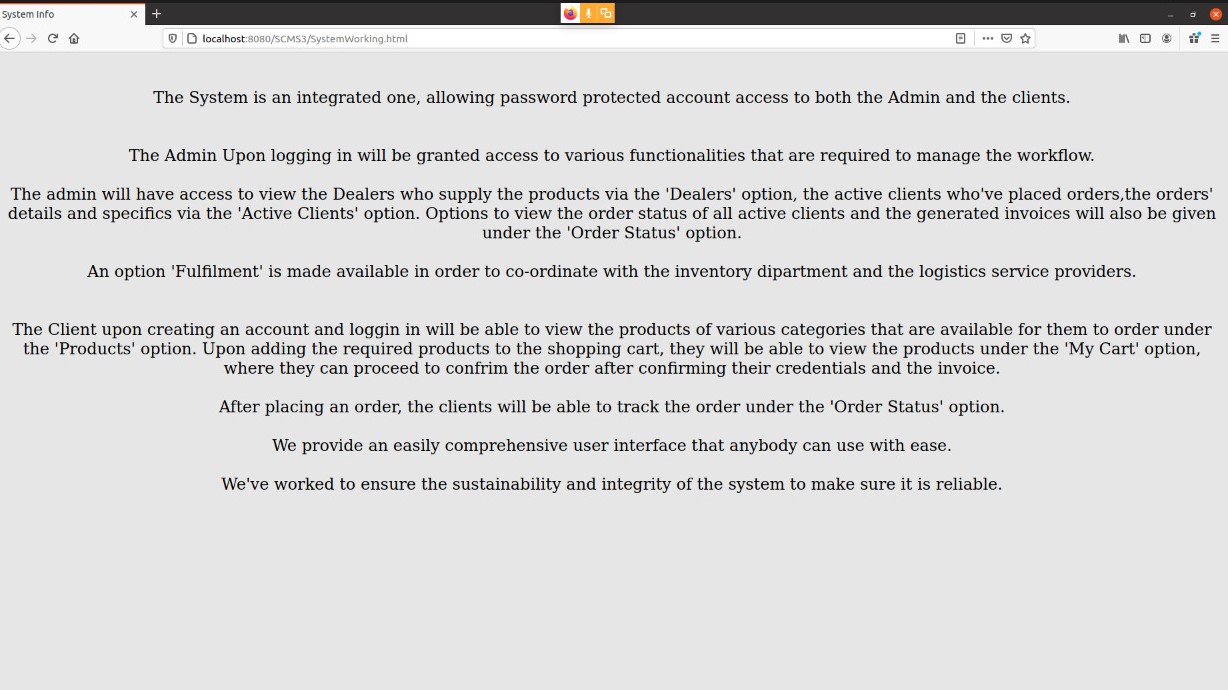 System Info
localhost:8080/SCMS3/SystemWorking.html
The System is an integrated one, allowing password protected account access to both the Admin and the clients.
The Admin Upon logging in will be granted access to various functionalities that are required to manage the workflow.
The admin will have access to view the Dealers who supply the products via the 'Dealers' option, the active clients who've placed orders,the orders'
details and specifics via the 'Active Clients' option. Options to view the order status of all active clients and the generated invoices will also be given
under the 'Order Status' option.
An option 'Fulfilment' is made available in order to co-ordinate with the inventory dipartment and the logistics service providers.
The Client upon creating an account and loggin in will be able to view the products of various categories that are available for them to order under
the 'Products' option. Upon adding the required products to the shopping cart, they will be able to view the products under the 'My Cart' option,
where they can proceed to confrim the order after confirming their credentials and the invoice.
After placing an order, the clients will be able to track the order under the 'Order Status' option.
We provide an easily comprehensive user interface that anybody can use with ease.
We've worked to ensure the sustainability and integrity of the system to make sure it is reliable.